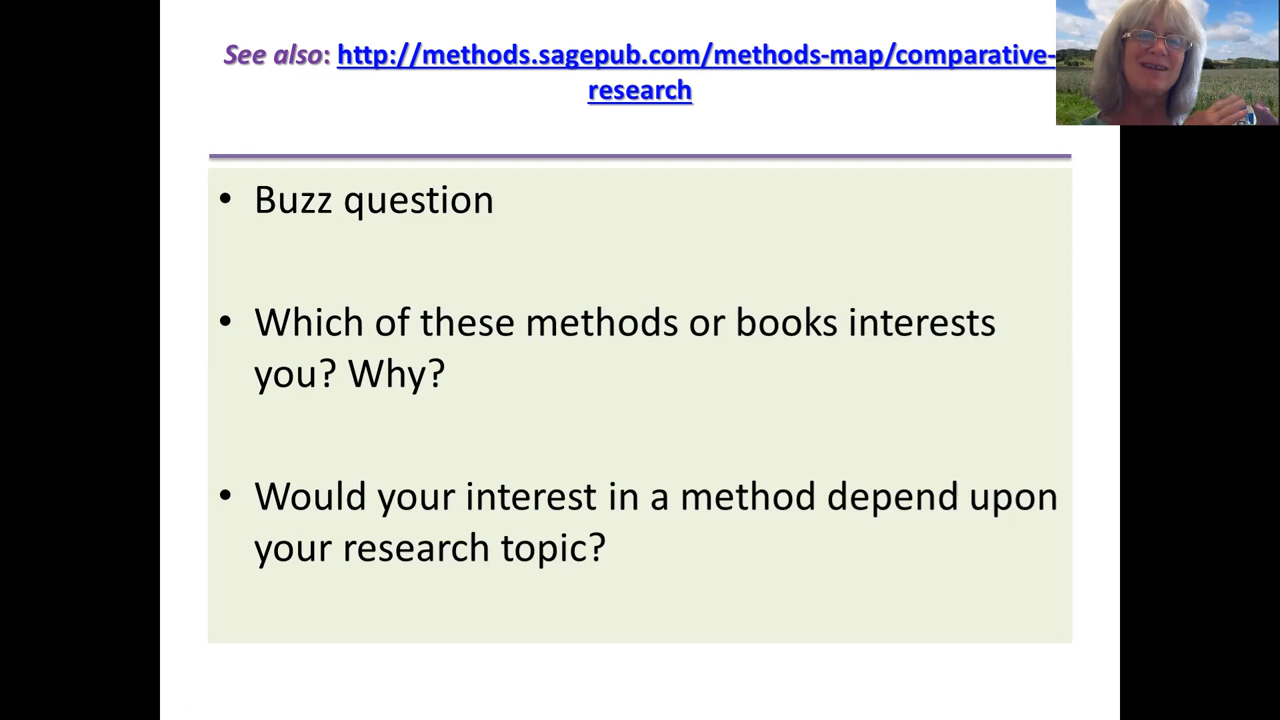 See also: http://methods.sagepub.com/methods-map/comparative-
research
• Buzz question
• Which of these methods or books interests
you? Why?
• Would your interest in a method depend upon
your research topic?